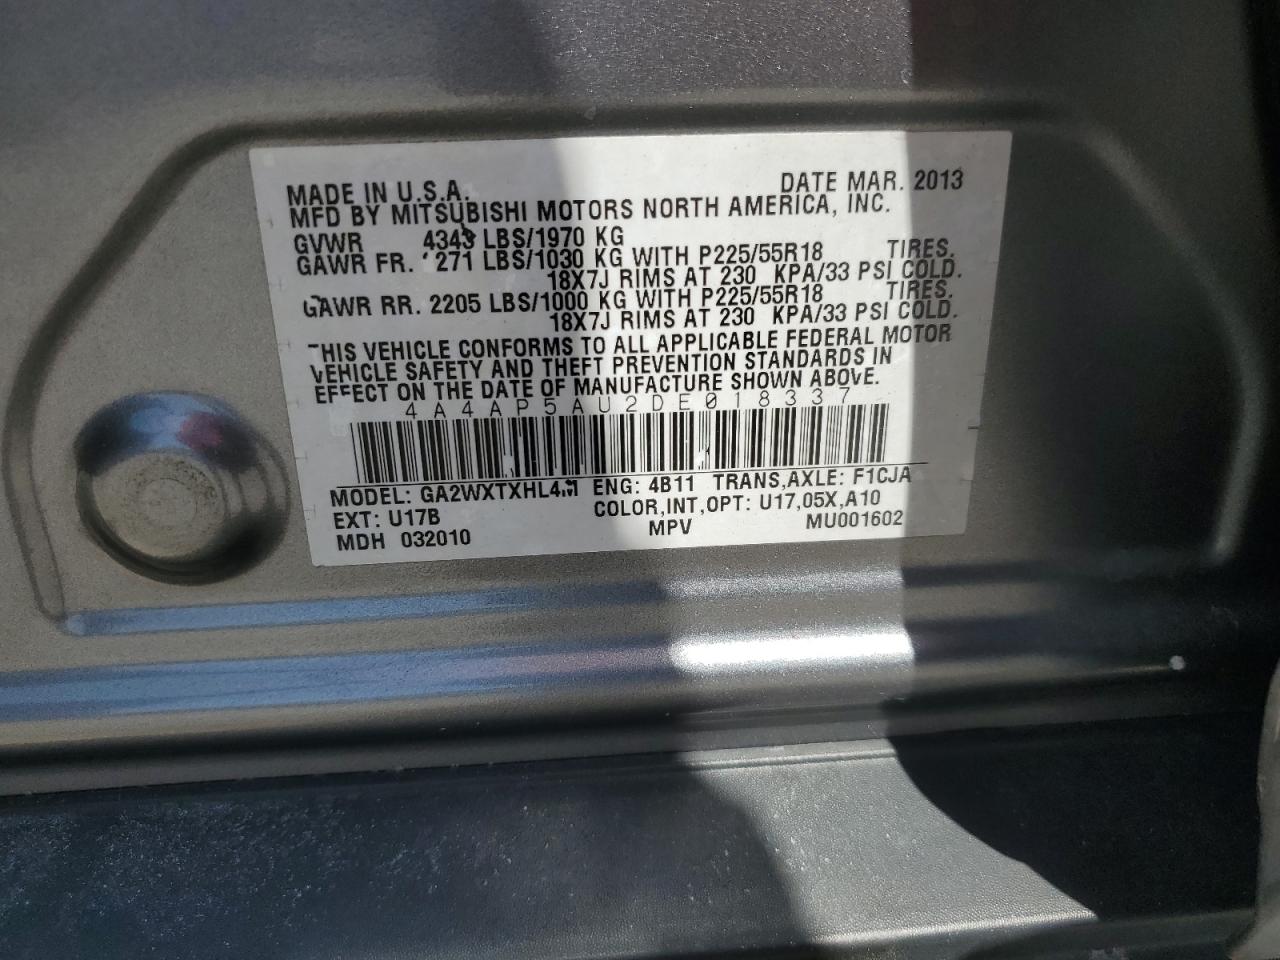 MADE IN U.S.A. DATE MAR. 2013
MFD BY MITSUBISHI MOTORS NORTH AMERICA, INC.
GVWR 4343 LBS/1970 KG
GAWR FR. 271 LBS/1030 KG WITH P225/55R18 TIRES.
18X7J RIMS AT 230 KPA/33 PSI COLD.
GAWR RR. 2205 LBS/1000 KG WITH P225/55R18 TIRES.
18X7J RIMS AT 230 KPA/33 PSI COLD.
THIS VEHICLE CONFORMS TO ALL APPLICABLE FEDERAL MOTOR
VEHICLE SAFETY AND THEFT PREVENTION STANDARDS IN
EFFECT ON THE DATE OF MANUFACTURE SHOWN ABOVE.
4A4AP5AU2DE018337
MODEL: GA2WXTXHL4M ENG: 4B11 TRANS,AXLE: F1CJA
EXT: U17B COLOR,INT,OPT: U17,05X,A10
MDH 032010 MPV MU001602